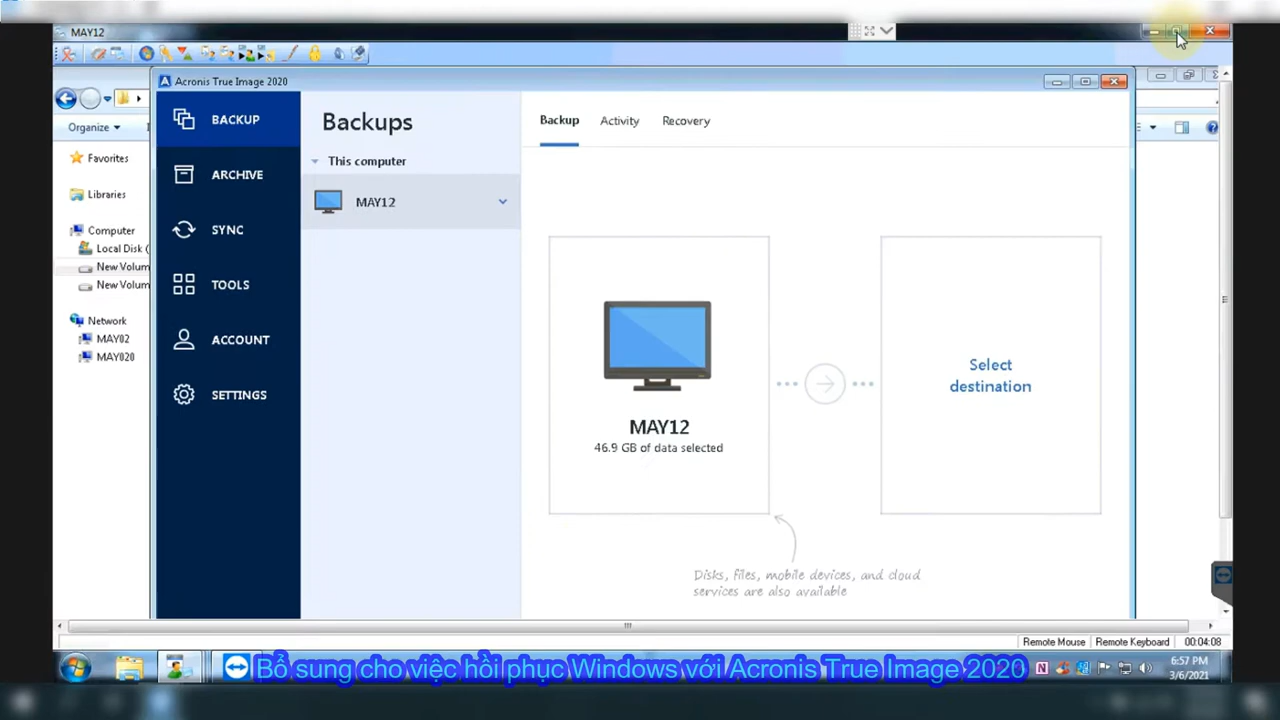 MAY12
Acronis True Image 2020
Organize
Favorites
Libraries
Computer
Local Disk (
New Volum
New Volum
Network
MAY02
MAY020
BACKUP
ARCHIVE
SYNC
TOOLS
ACCOUNT
SETTINGS
Backups
This computer
MAY12
Backup
Activity
Recovery
MAY12
46.9 GB of data selected
Select
destination
Disks, files, mobile devices, and cloud
services are also available
Remote Mouse
Remote Keyboard
00:04:08
Bổ sung cho việc hồi phục Windows với Acronis True Image 2020
6:57 PM
3/6/2021